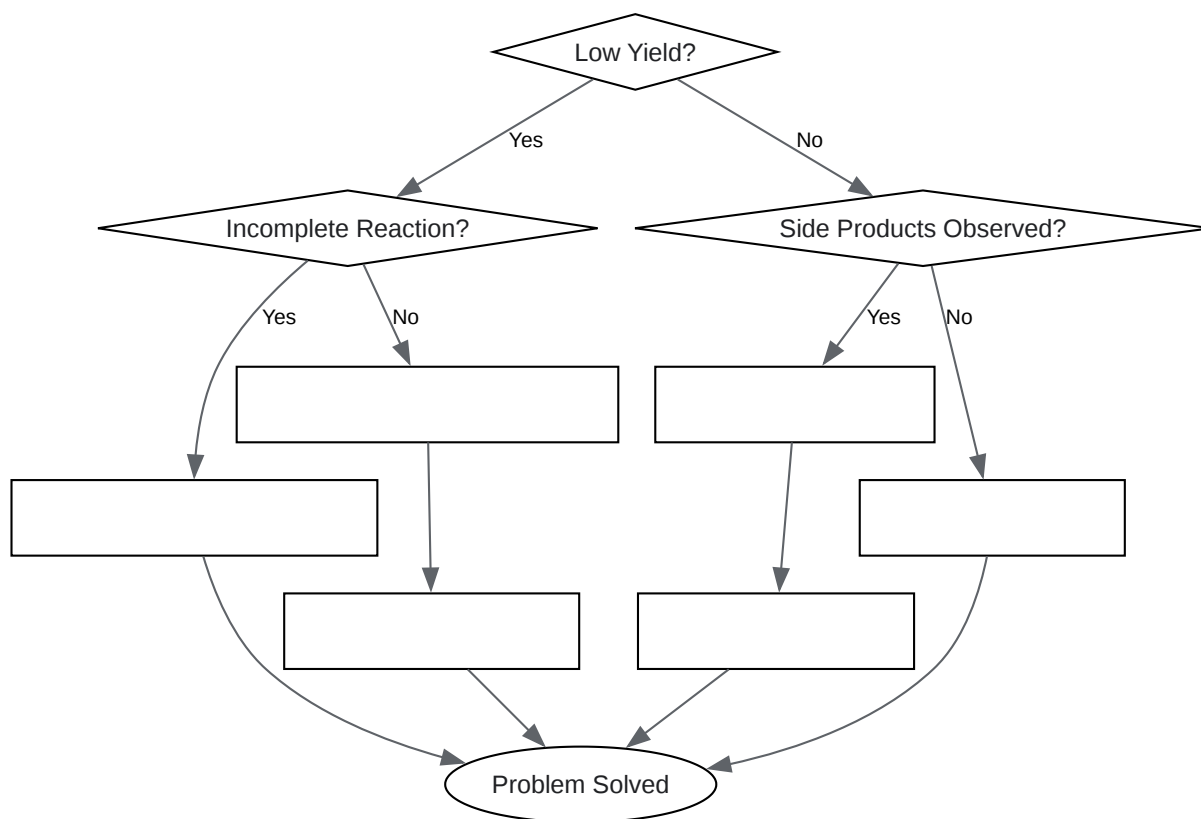 Low Yield?
Yes
No
Incomplete Reaction?
Side Products Observed?
Yes
No
Yes
No
Problem Solved